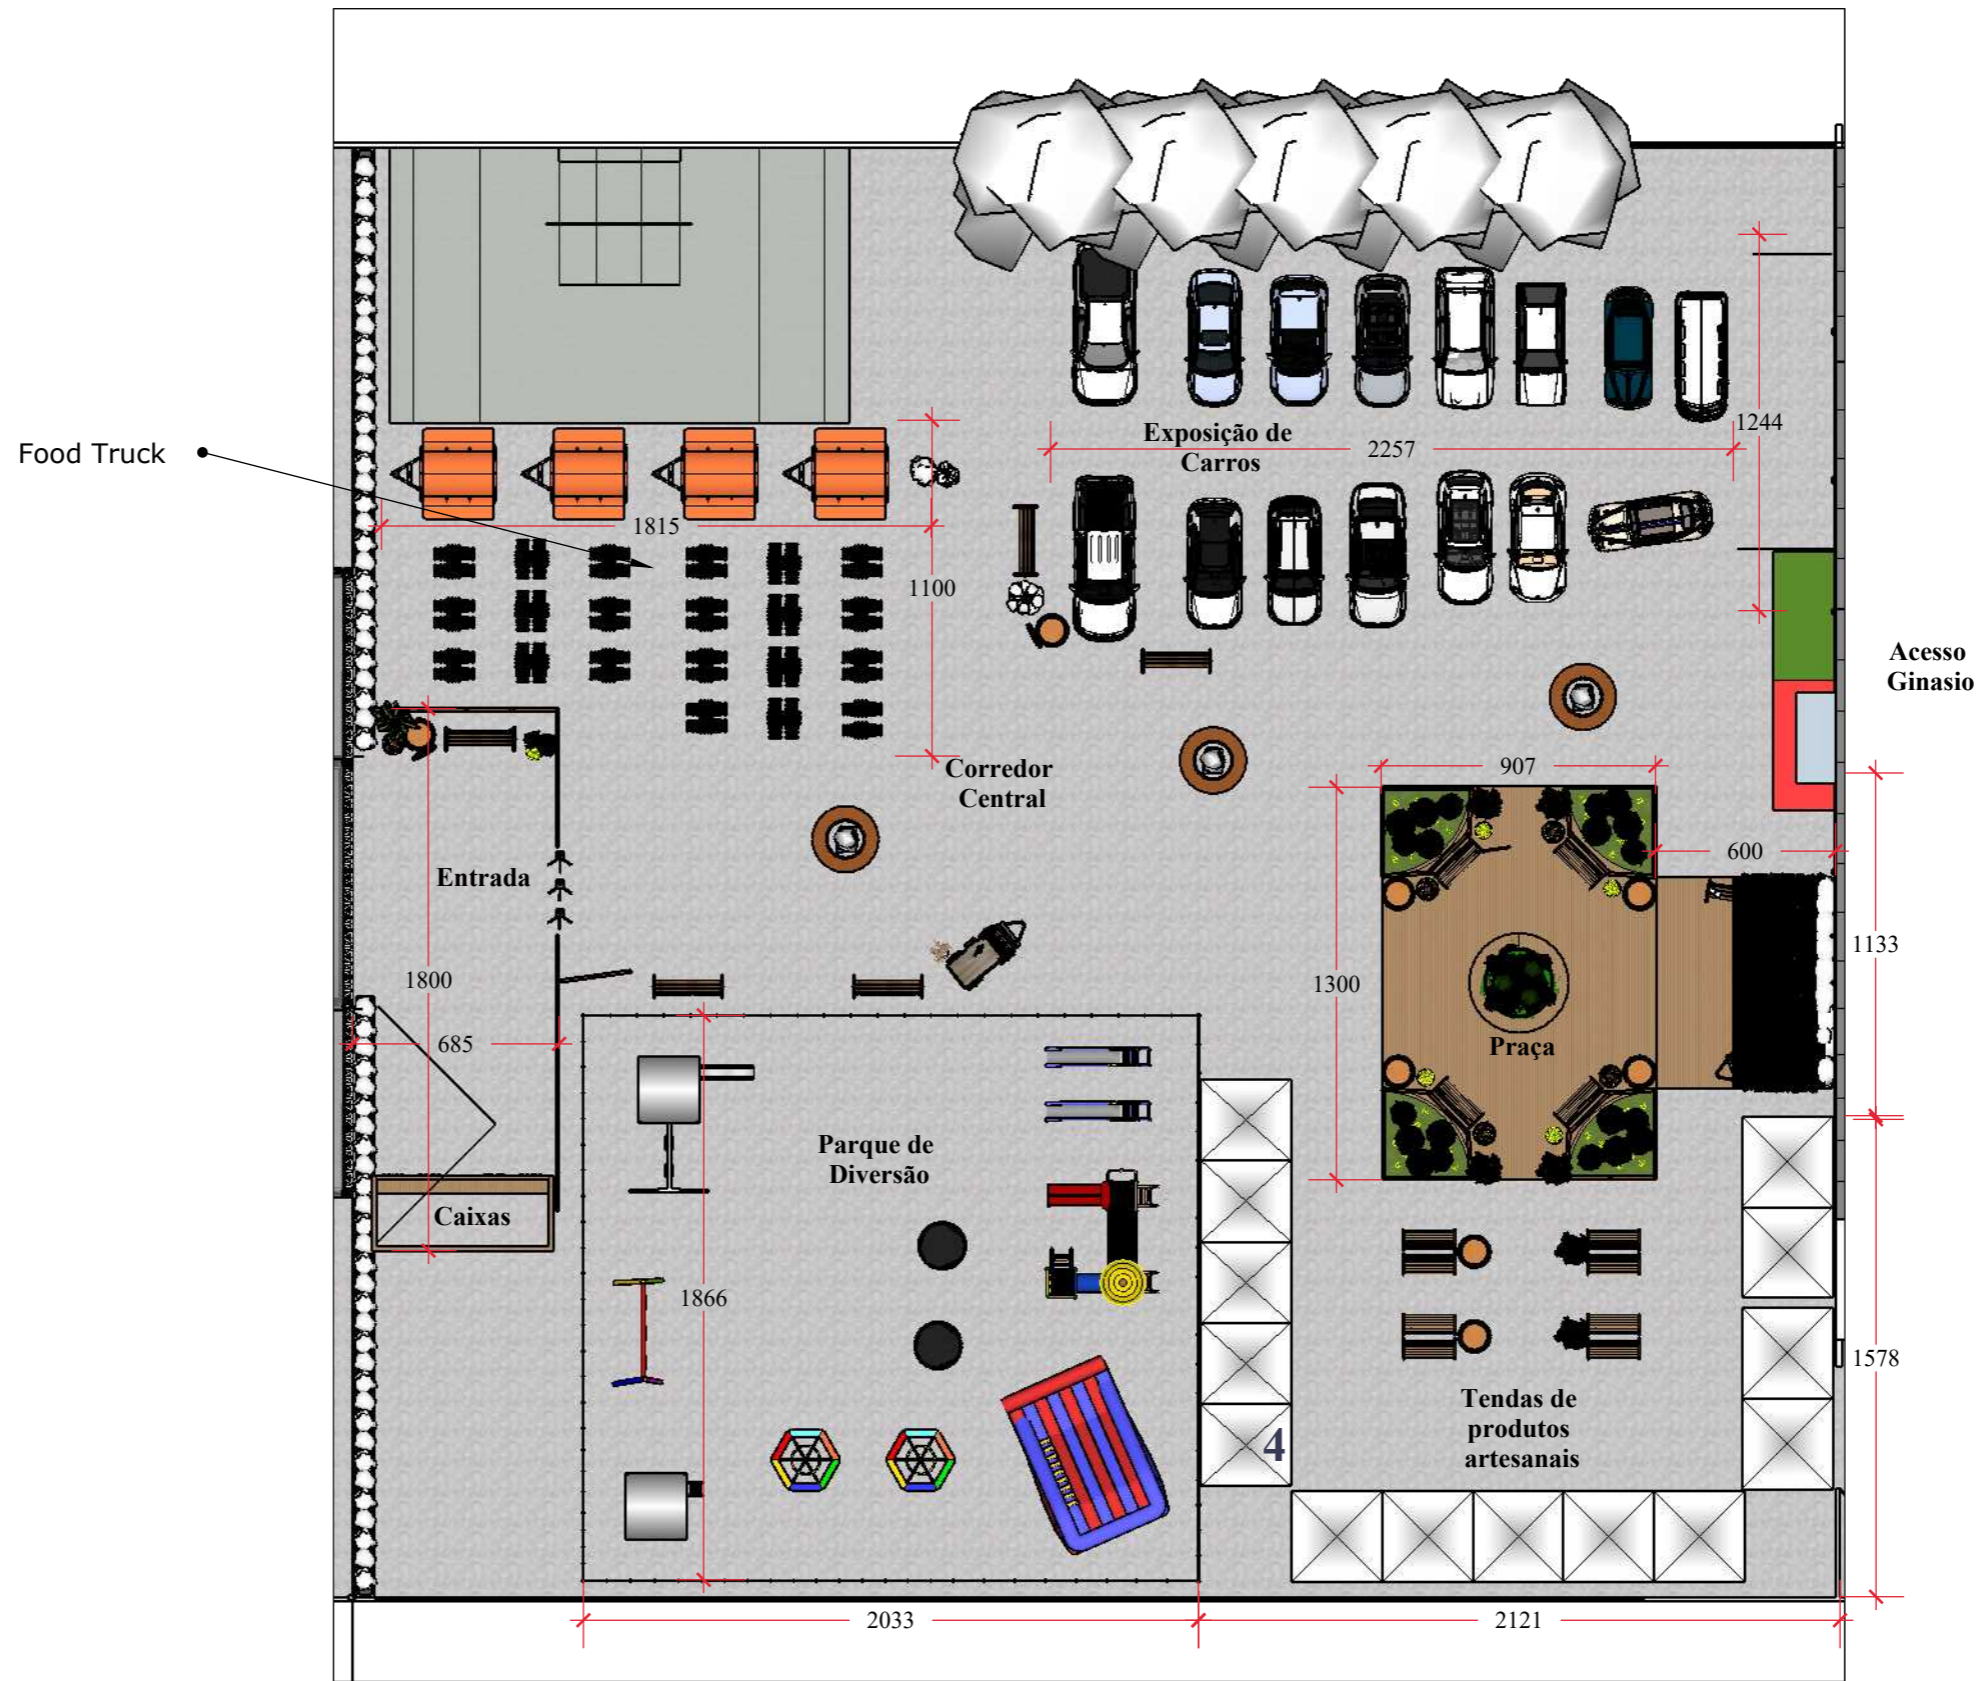 Food Truck
Exposição de
Carros
2257
1244
1815
1100
Acesso
Ginasio
Corredor
Central
907
600
Entrada
1133
1800
1300
685
Praça
Parque de
Diversão
Caixas
1866
1578
Tendas de
produtos
artesanais
4
2033
2121